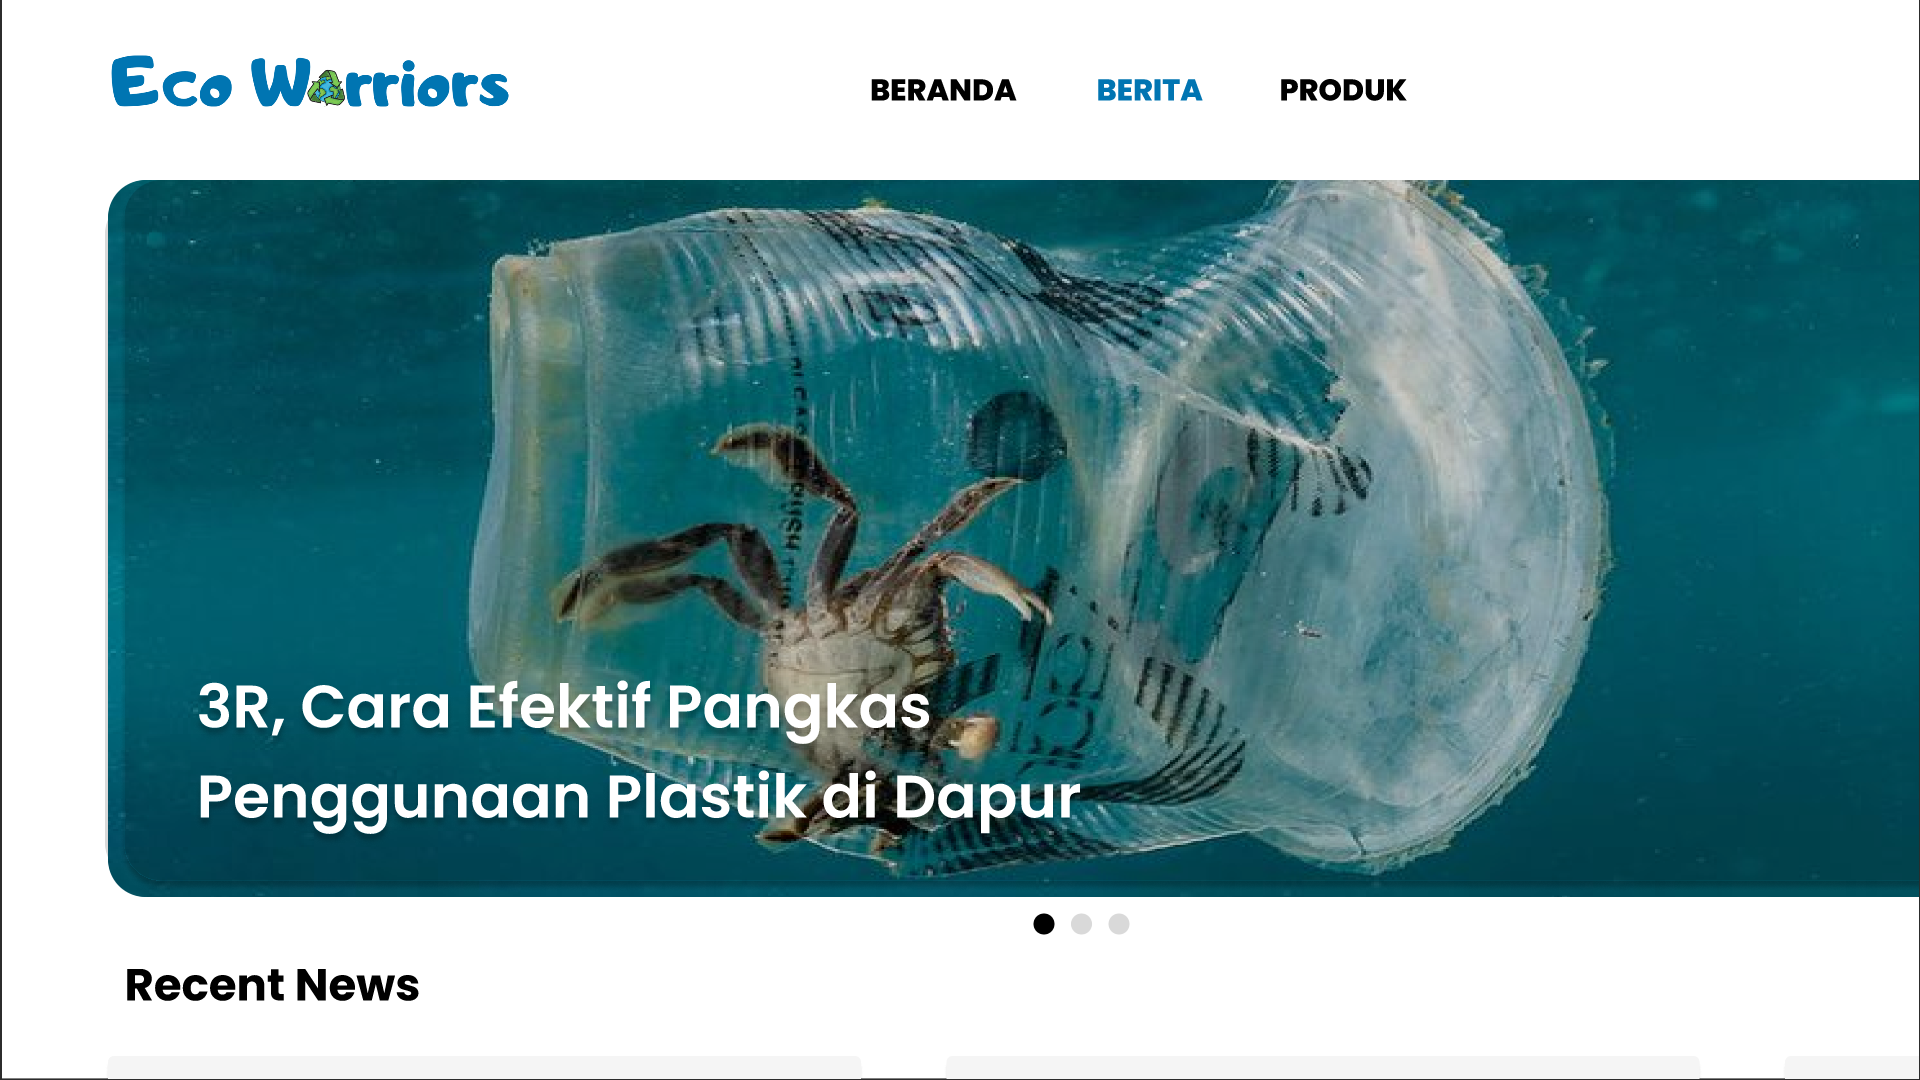 Eco Warriors
BERANDA BERITA PRODUK
3R, Cara Efektif Pangkas
Penggunaan Plastik di Dapur
Recent News